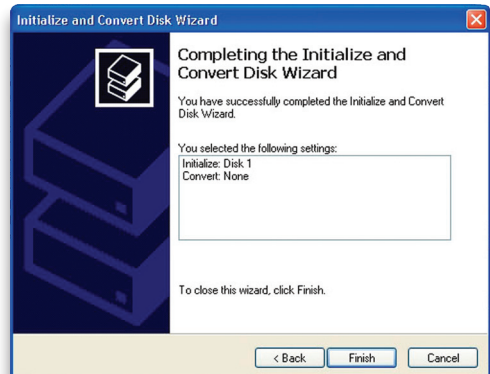 Initialize and Convert Disk Wizard
Completing the Initialize and
Convert Disk Wizard
You have successfully completed the Initialize and Convert
Disk Wizard.
You selected the following settings:
Initialize: Disk 1
Convert: None
To close this wizard, click Finish.
< Back
Finish
Cancel